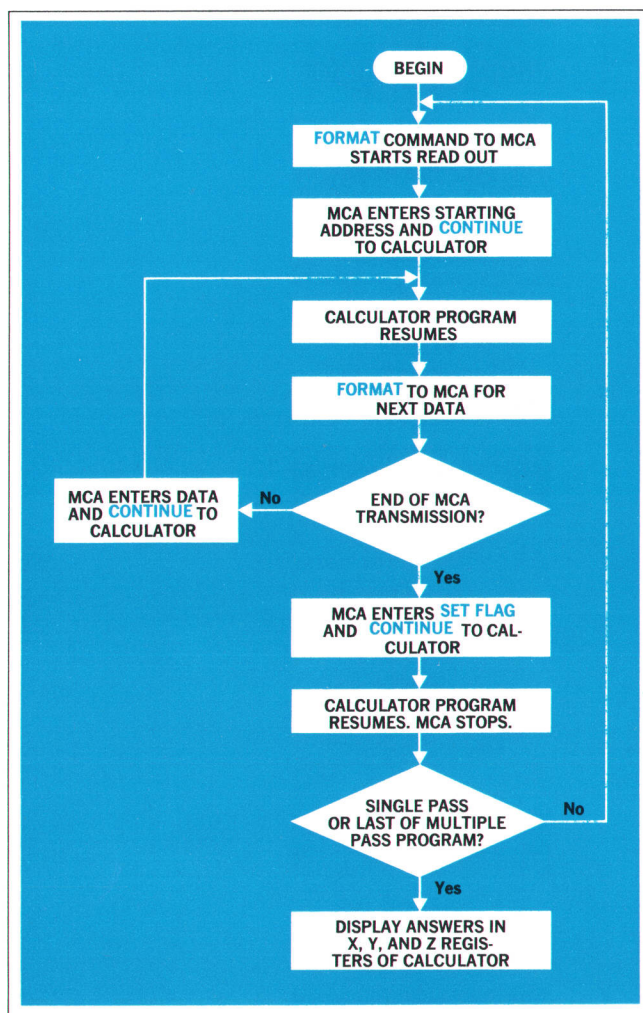 BEGIN
FORMAT COMMAND TO MCA
STARTS READ OUT
MCA ENTERS STARTING
ADDRESS AND CONTINUE
TO CALCULATOR
CALCULATOR PROGRAM
RESUMES
FORMAT TO MCA FOR
NEXT DATA
END OF MCA
TRANSMISSION?
No
MCA ENTERS DATA
AND CONTINUE TO
CALCULATOR
Yes
MCA ENTERS SET FLAG
AND CONTINUE TO CAL-
CULATOR
CALCULATOR PROGRAM
RESUMES. MCA STOPS.
SINGLE PASS
OR LAST OF MULTIPLE
PASS PROGRAM?
No
Yes
DISPLAY ANSWERS IN
X, Y, AND Z REGIS-
TERS OF CALCULATOR